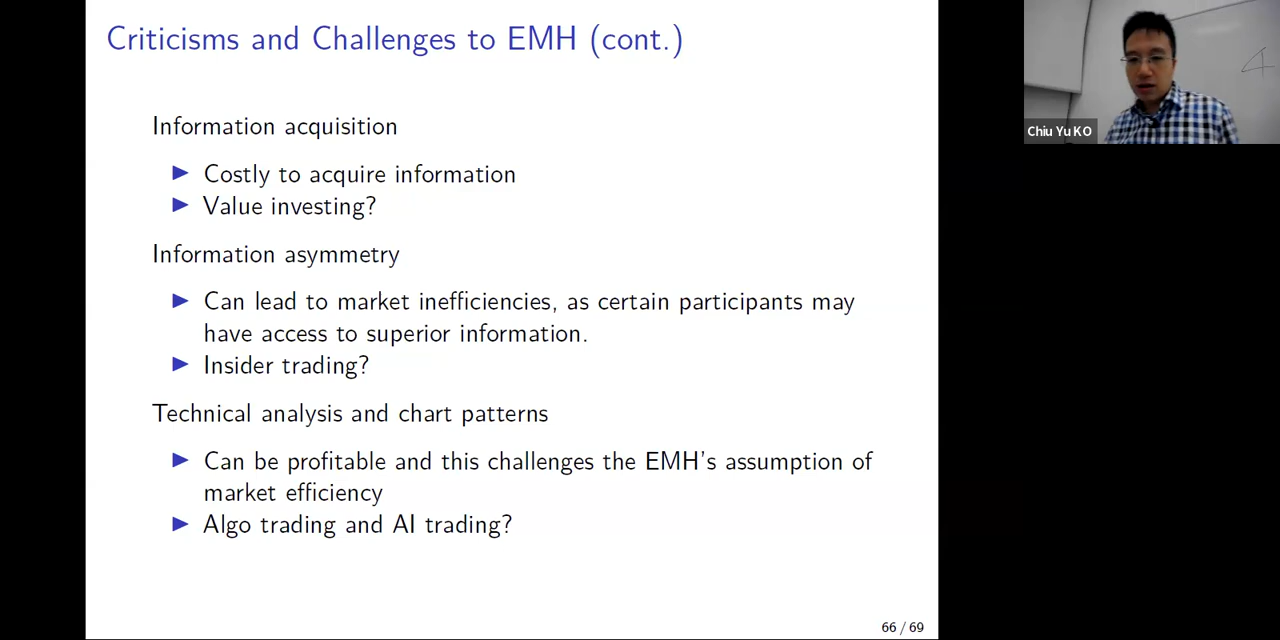 Criticisms and Challenges to EMH (cont.)
Information acquisition
▶ Costly to acquire information
▶ Value investing?
Information asymmetry
▶ Can lead to market inefficiencies, as certain participants may
have access to superior information.
▶ Insider trading?
Technical analysis and chart patterns
▶ Can be profitable and this challenges the EMH's assumption of
market efficiency
▶ Algo trading and AI trading?
66 / 69
Chiu Yu KO
4